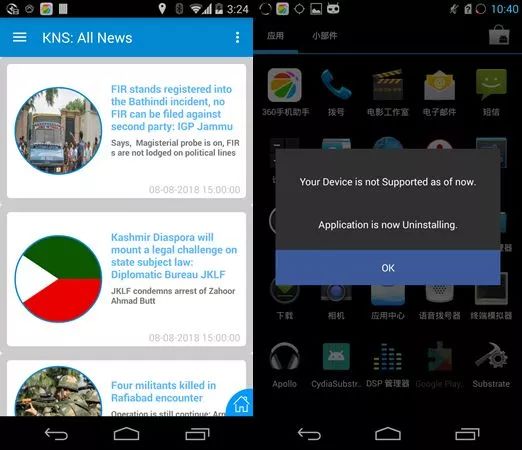 3:24
KNS: All News
FIR stands registered into
the Bathindi incident, no
FIR can be filed against
second party: IGP Jammu
Says, Magisterial probe is on, FIR
s are not lodged on political lines
08-08-2018 15:00:00
Kashmir Diaspora will
mount a legal challenge on
state subject law:
Diplomatic Bureau JKLF
JKLF condemns arrest of Zahoor
Ahmad Butt
08-08-2018 15:00:00
Four militants killed in
Rafiabad encounter
Operation is still continue: Arm
10:40
应用
小部件
360手机助手
拨号
电影工作室
电子邮件
短信
Your Device is not Supported as of now.
Application is now Uninstalling.
OK
下载
相机
应用中心
语音拨号器
终端模拟器
Apollo
CydiaSubstr..
DSP 管理器
Google Play..
Substrate